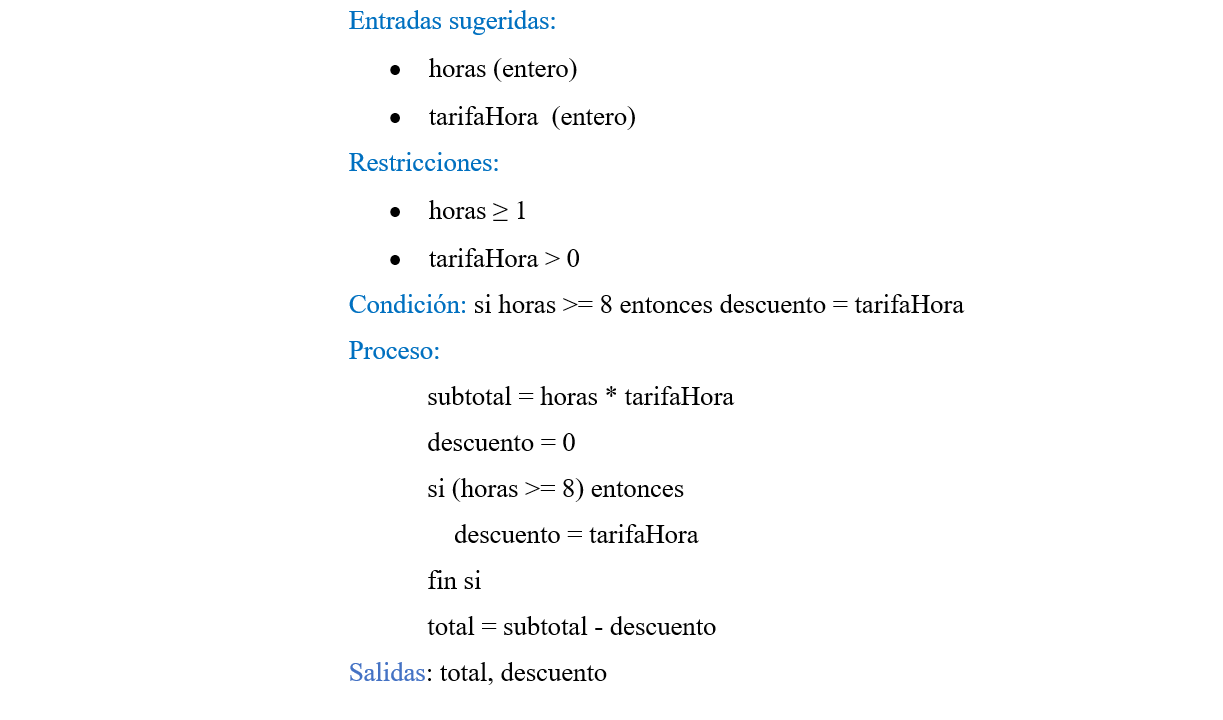 Entradas sugeridas:
• horas (entero)
• tarifaHora  (entero)
Restricciones:
• horas ≥ 1
• tarifaHora > 0
Condición: si horas >= 8 entonces descuento = tarifaHora
Proceso:
subtotal = horas * tarifaHora
descuento = 0
si (horas >= 8) entonces
descuento = tarifaHora
fin si
total = subtotal - descuento
Salidas: total, descuento